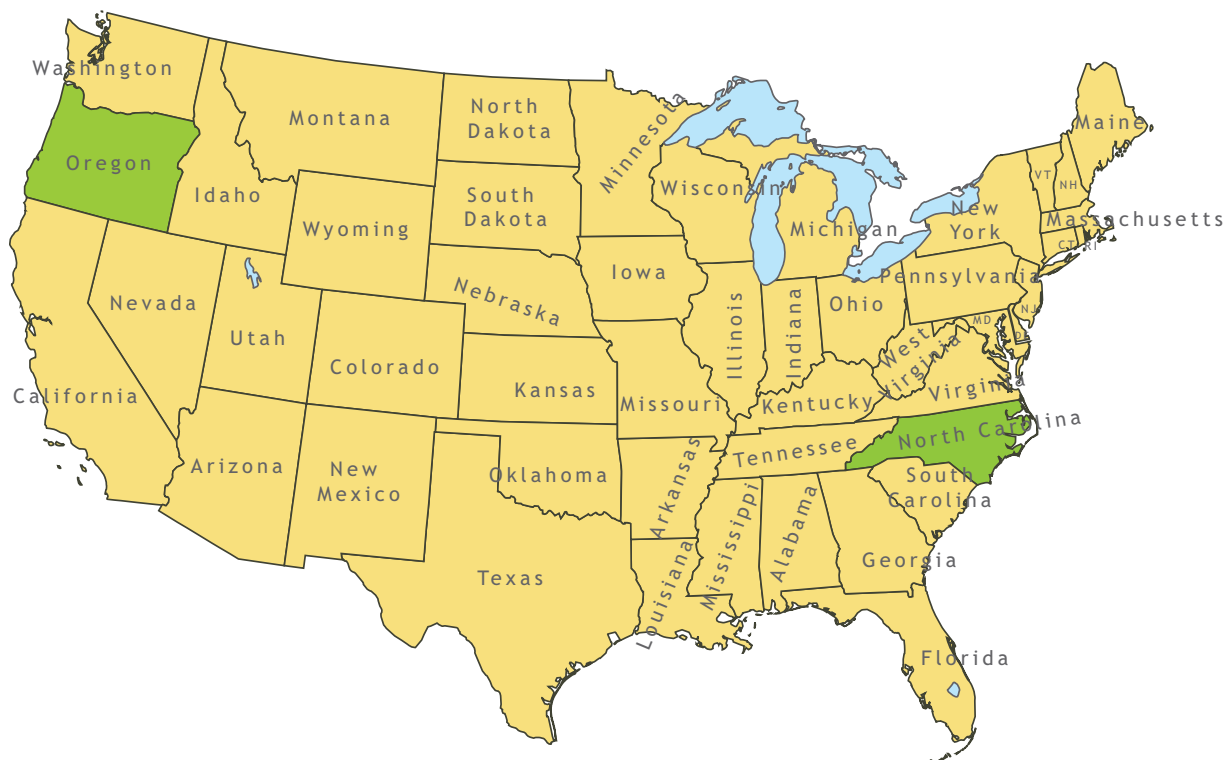 Washington
Montana
North
Dakota
Minnesota
Maine
Oregon
Idaho
Wyoming
South
Dakota
Wisconsin
Michigan
New
York
VT
NH
Massachusetts
CT
RI
Nevada
Utah
Nebraska
Iowa
Illinois
Indiana
Ohio
Pennsylvania
NJ
MD
DE
California
Colorado
Kansas
Missouri
Kentucky
West
Virginia
Virginia
Arizona
New
Mexico
Oklahoma
Arkansas
Tennessee
North Carolina
South
Carolina
Texas
Louisiana
Mississippi
Alabama
Georgia
Florida